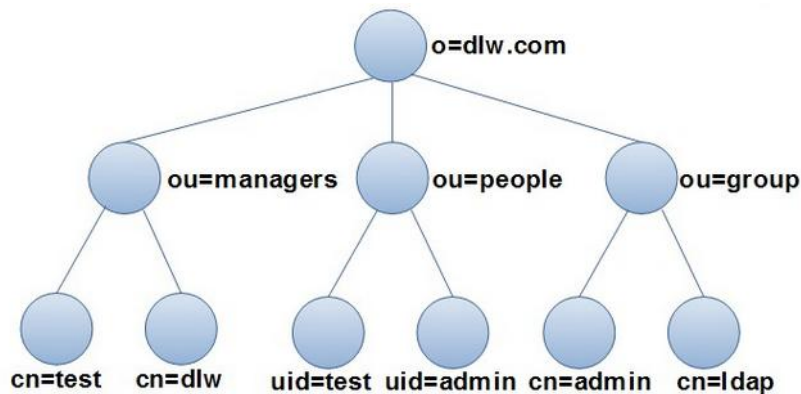 o=dlw.com
ou=managers
ou=people
ou=group
cn=test
cn=dlw
uid=test
uid=admin
cn=admin
cn=ldap